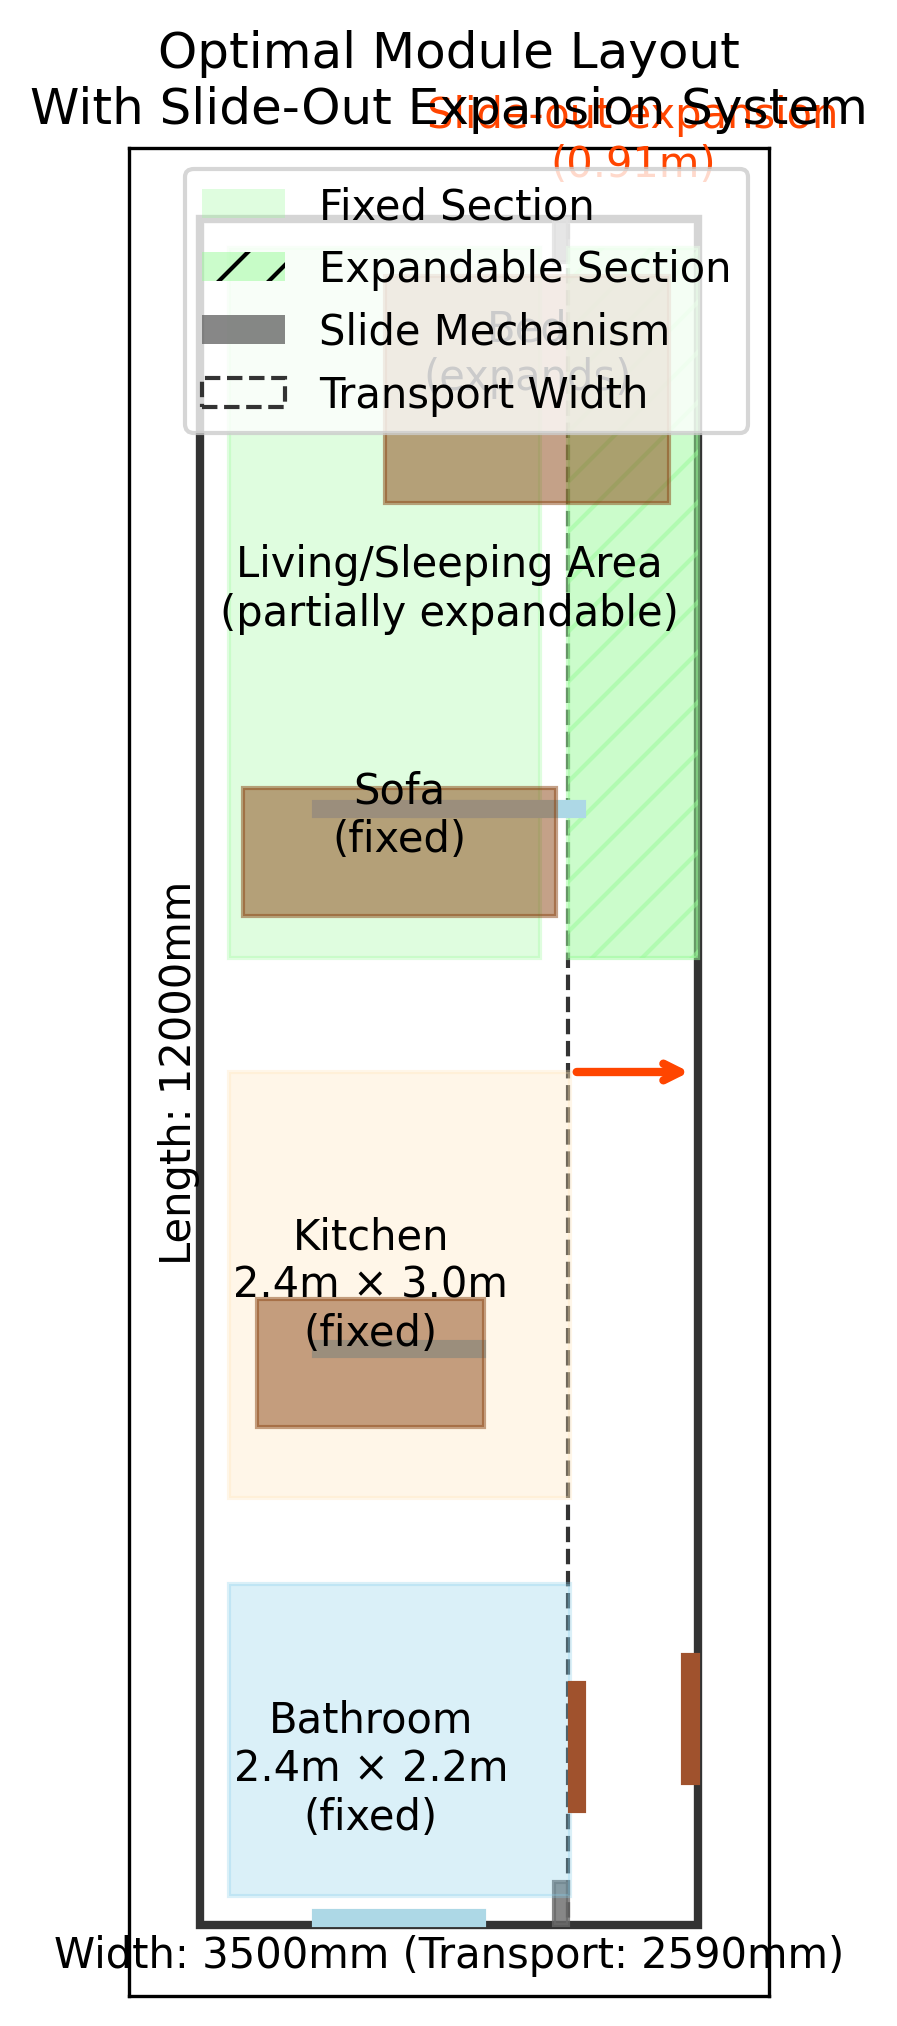 Optimal Module Layout
With Slide-Out Expansion System
Slide-out expansion
(0.91m)
Fixed Section
Expandable Section
Slide Mechanism
Transport Width
Bed
(expands)
Living/Sleeping Area
(partially expandable)
Sofa
(fixed)
Length: 12000mm
Kitchen
2.4m × 3.0m
(fixed)
Bathroom
2.4m × 2.2m
(fixed)
Width: 3500mm (Transport: 2590mm)